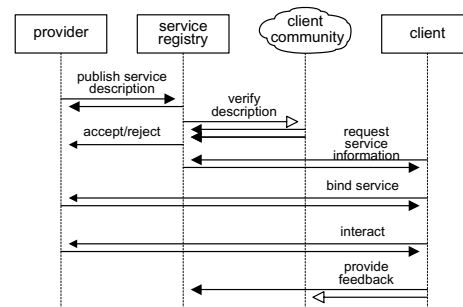 provider
service
registry
client
community
client
publish service
description
verify
description
accept/reject
request
service
information
bind service
interact
provide
feedback